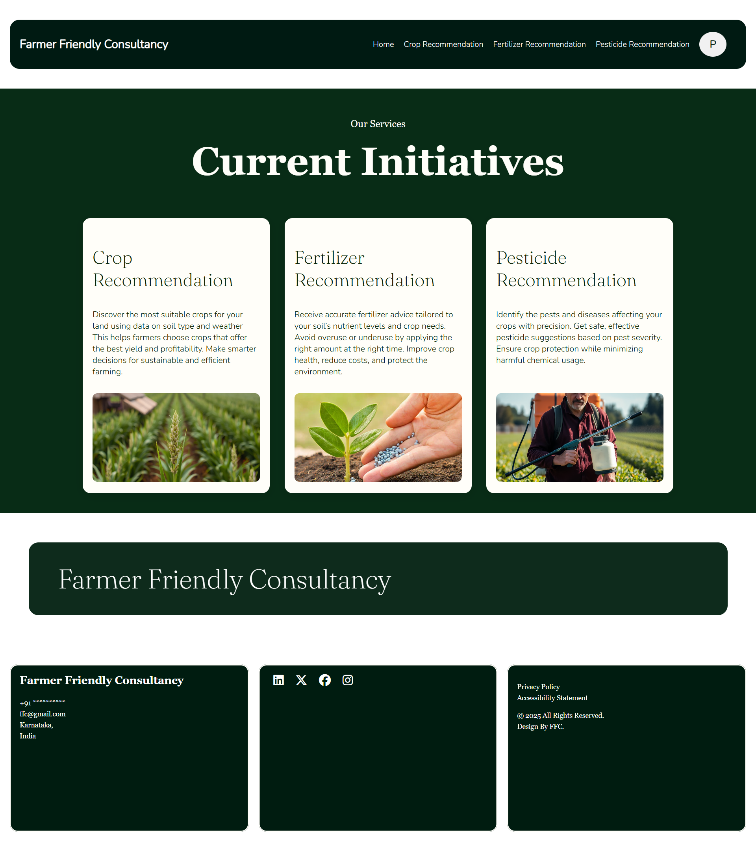 Farmer Friendly Consultancy
Home Crop Recommendation Fertilizer Recommendation Pesticide Recommendation P
Our Services
Current Initiatives
Crop
Recommendation
Discover the most suitable crops for your
land using data on soil type and weather
This helps farmers choose crops that offer
the best yield and profitability. Make smarter
decisions for sustainable and efficient
farming.
Fertilizer
Recommendation
Receive accurate fertilizer advice tailored to
your soil's nutrient levels and crop needs.
Avoid overuse or underuse by applying the
right amount at the right time. Improve crop
health, reduce costs, and protect the
environment.
Pesticide
Recommendation
Identify the pests and diseases affecting your
crops with precision. Get safe, effective
pesticide suggestions based on pest severity.
Ensure crop protection while minimizing
harmful chemical usage.
Farmer Friendly Consultancy
Farmer Friendly Consultancy
+91 **********
ffc@gmail.com
Karnataka,
India
Privacy Policy
Accessibility Statement
© 2025 All Rights Reserved.
Design By FFC.